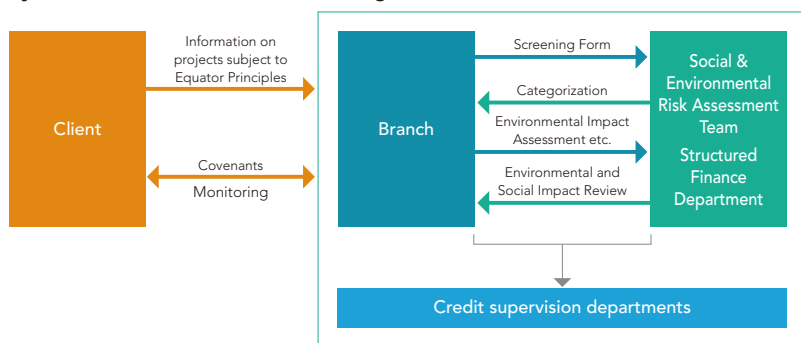 Information on
projects subject to
Equator Principles
Client
Covenants
Monitoring
Branch
Screening Form
Categorization
Environmental Impact
Assessment etc.
Environmental and
Social Impact Review
Social &
Environmental
Risk Assessment
Team
Structured
Finance
Department
Credit supervision departments